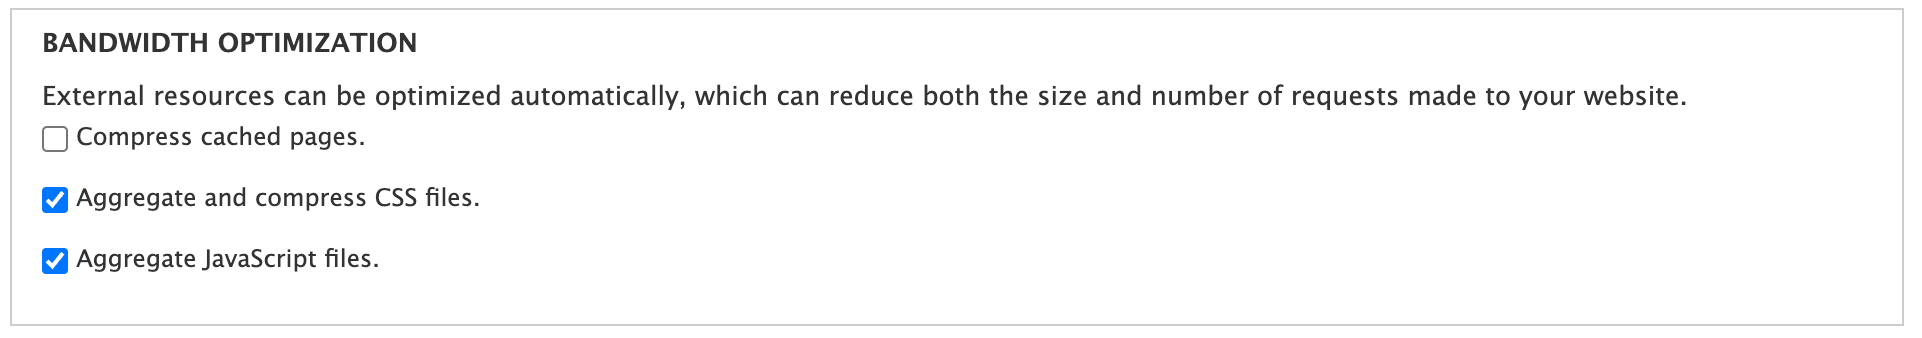 BANDWIDTH OPTIMIZATION
External resources can be optimized automatically, which can reduce both the size and number of requests made to your website.
Compress cached pages.
Aggregate and compress CSS files.
Aggregate JavaScript files.